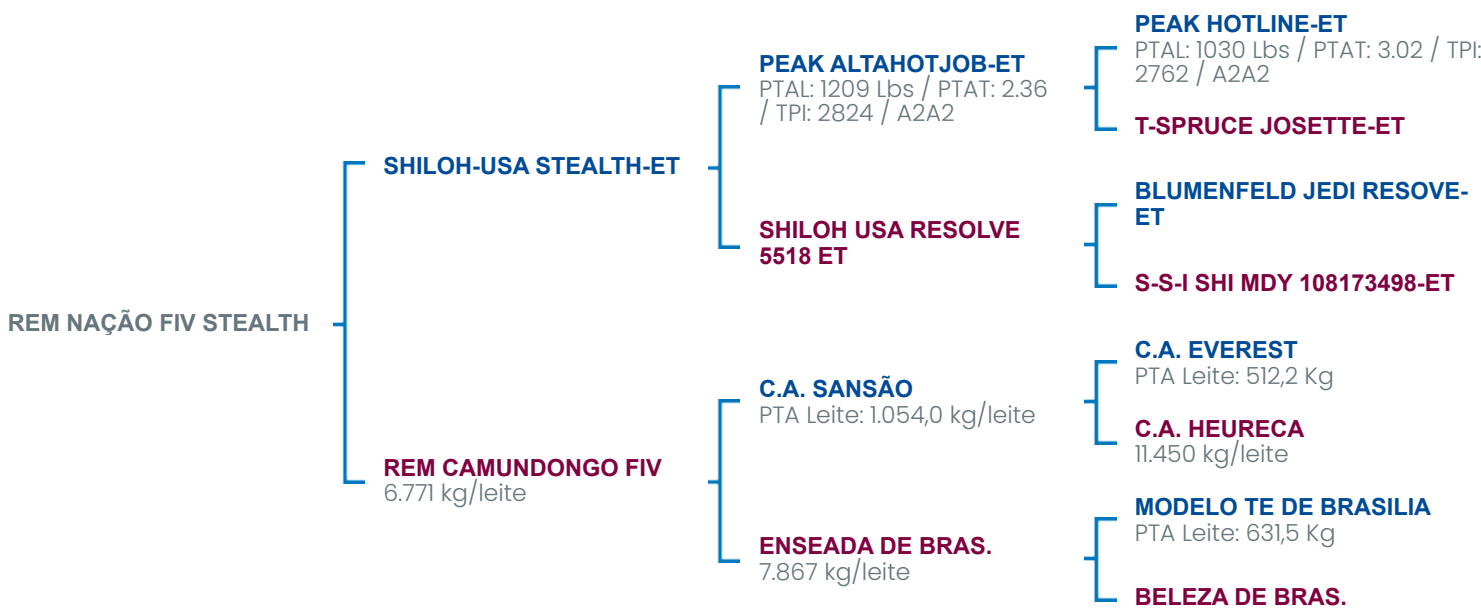 PEAK HOTLINE-ET
PTAL: 1030 Lbs / PTAT: 3.02 / TPI:
2762 / A2A2
PEAK ALTAHOTJOB-ET
PTAL: 1209 Lbs / PTAT: 2.36
/ TPI: 2824 / A2A2
T-SPRUCE JOSETTE-ET
SHILOH-USA STEALTH-ET
BLUMENFELD JEDI RESOVE-
ET
SHILOH USA RESOLVE
5518 ET
S-S-I SHI MDY 108173498-ET
REM NAÇÃO FIV STEALTH
C.A. EVEREST
PTA Leite: 512,2 Kg
C.A. SANSÃO
PTA Leite: 1.054,0 kg/leite
C.A. HEURECA
11.450 kg/leite
REM CAMUNDONGO FIV
6.771 kg/leite
MODELO TE DE BRASILIA
PTA Leite: 631,5 Kg
ENSEADA DE BRAS.
7.867 kg/leite
BELEZA DE BRAS.